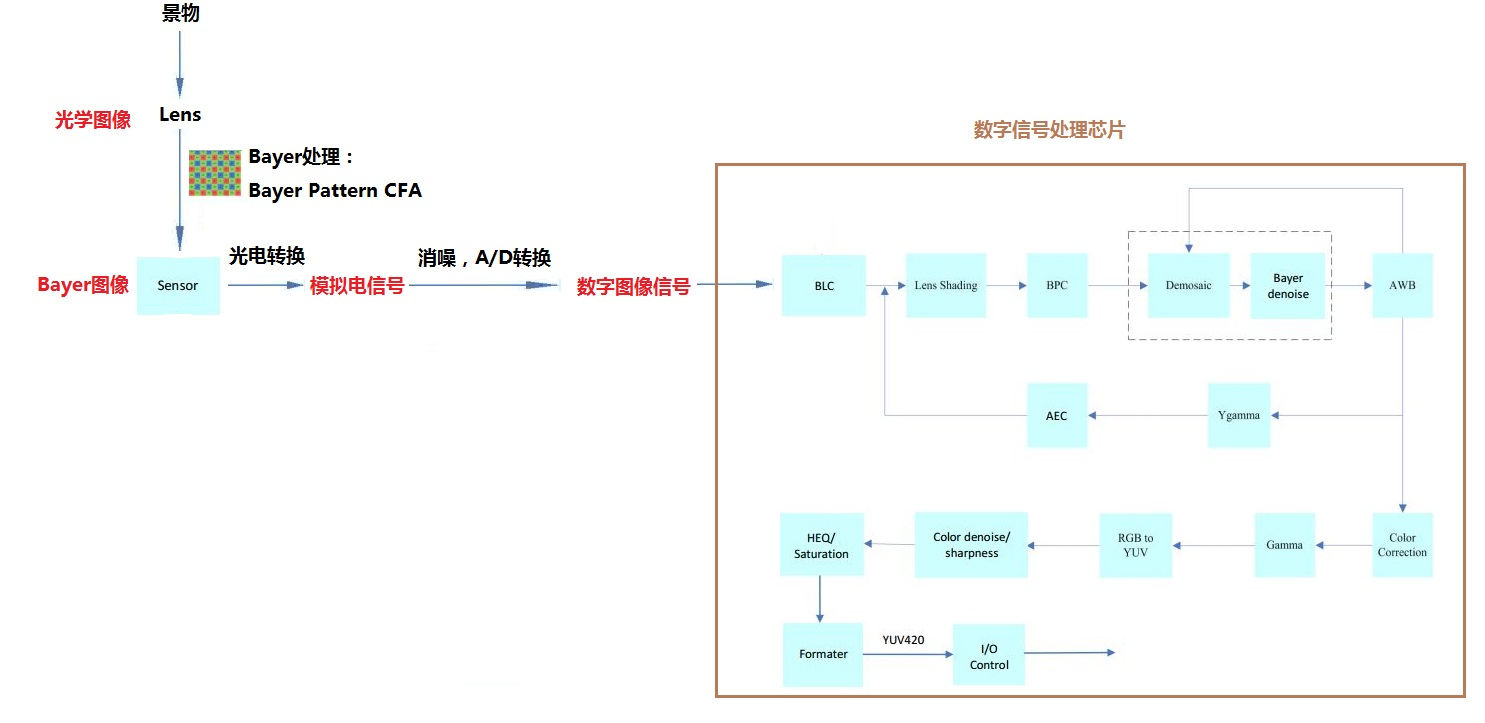 景物
光学图像
Lens
Bayer处理：
Bayer Pattern CFA
数字信号处理芯片
Bayer图像
Sensor
光电转换
模拟电信号
消噪，A/D转换
数字图像信号
BLC
Lens Shading
BPC
Demosaic
Bayer
denoise
AWB
AEC
Ygamma
HEQ/
Saturation
Color denoise/
sharpness
RGB to
YUV
Gamma
Color
Correction
Formater
YUV420
I/O
Control